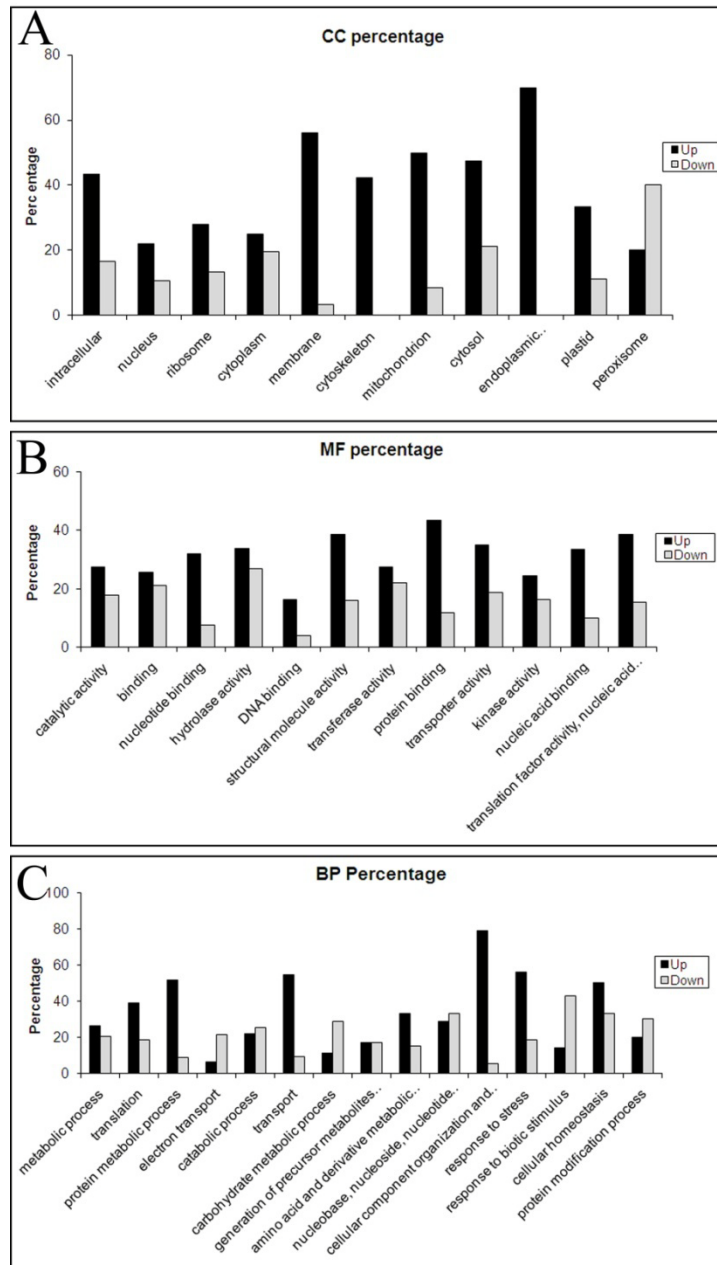 A
CC percentage
80
60
40
20
0
Perc entage
Up
Down
intracellular
nucleus
ribosome
cytoplasm
membrane
cytoskeleton
mitochondrion
cytosol
endoplasmic..
plastid
peroxisome
B
MF percentage
60
40
20
0
Percentage
Up
Down
catalytic activity
binding
nucleotide binding
hydrolase activity
DNA binding
structural molecule activity
transferase activity
protein binding
transporter activity
kinase activity
nucleic acid binding
translation factor activity, nucleic acid...
C
BP Percentage
100
80
60
40
20
0
Percentage
Up
Down
metabolic process
translation
protein metabolic process
electron transport
catabolic process
transport
carbohydrate metabolic process
generation of precursor metabolites..
amino acid and derivative metabolic..
nucleobase, nucleoside, nucleotide..
cellular component organization and..
response to stress
response to biotic stimulus
cellular homeostasis
protein modification process